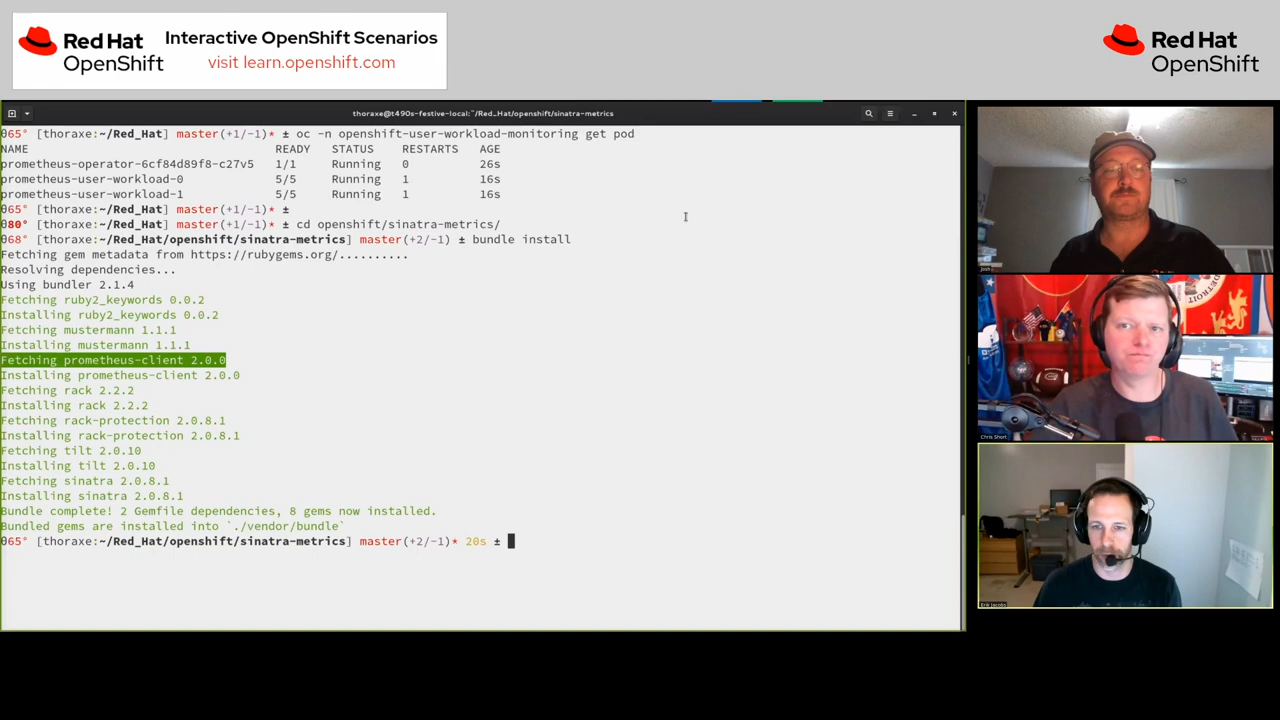 Red Hat
OpenShift
Interactive OpenShift Scenarios
visit learn.openshift.com
Red Hat
OpenShift
thoraxe@t490s-festive-local:~/Red_Hat/openshift/sinatra-metrics
θ65° [thoraxe:~/Red_Hat] master(+1/-1)* ± oc -n openshift-user-workload-monitoring get pod
NAME READY STATUS RESTARTS AGE
prometheus-operator-6cf84d89f8-c27v5 1/1 Running 0 26s
prometheus-user-workload-0 5/5 Running 1 16s
prometheus-user-workload-1 5/5 Running 1 16s
θ65° [thoraxe:~/Red_Hat] master(+1/-1)* ±
θ80° [thoraxe:~/Red_Hat] master(+1/-1)* ± cd openshift/sinatra-metrics/
θ68° [thoraxe:~/Red_Hat/openshift/sinatra-metrics] master(+2/-1) ± bundle install
Fetching gem metadata from https://rubygems.org/..........
Resolving dependencies...
Using bundler 2.1.4
Fetching ruby2_keywords 0.0.2
Installing ruby2_keywords 0.0.2
Fetching mustermann 1.1.1
Installing mustermann 1.1.1
Fetching prometheus-client 2.0.0
Installing prometheus-client 2.0.0
Fetching rack 2.2.2
Installing rack 2.2.2
Fetching rack-protection 2.0.8.1
Installing rack-protection 2.0.8.1
Fetching tilt 2.0.10
Installing tilt 2.0.10
Fetching sinatra 2.0.8.1
Installing sinatra 2.0.8.1
Bundle complete! 2 Gemfile dependencies, 8 gems now installed.
Bundled gems are installed into `./vendor/bundle`
θ65° [thoraxe:~/Red_Hat/openshift/sinatra-metrics] master(+2/-1)* 20s ±
Chris Short
DETROIT
Erik Jacobs